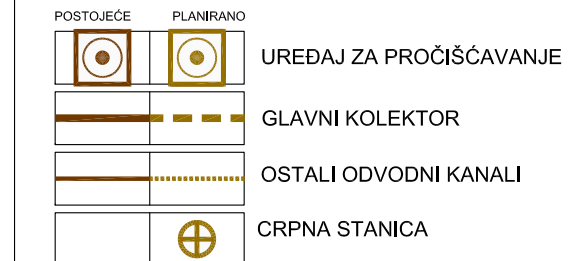 POSTOJEĆE PLANIRANO
UREĐAJ ZA PROČIŠĆAVANJE
GLAVNI KOLEKTOR
OSTALI ODVODNI KANALI
CRPNA STANICA